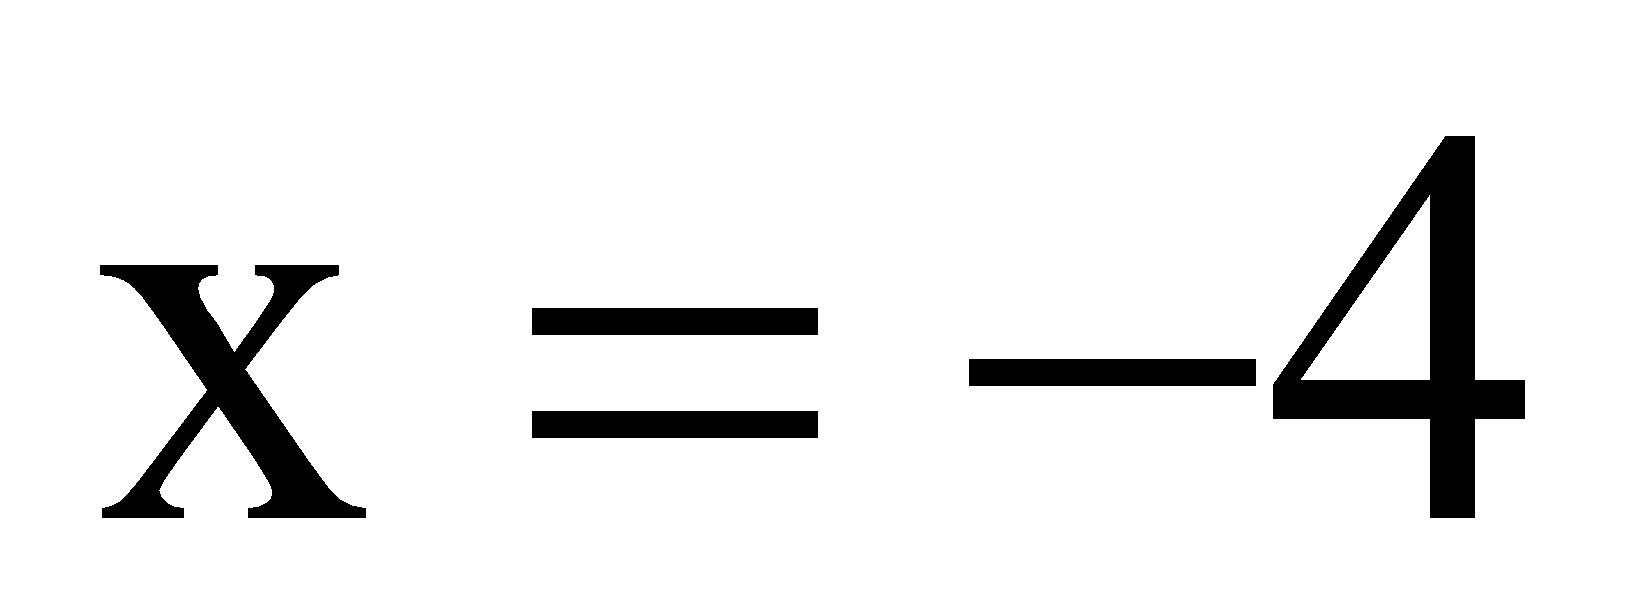 x = −4